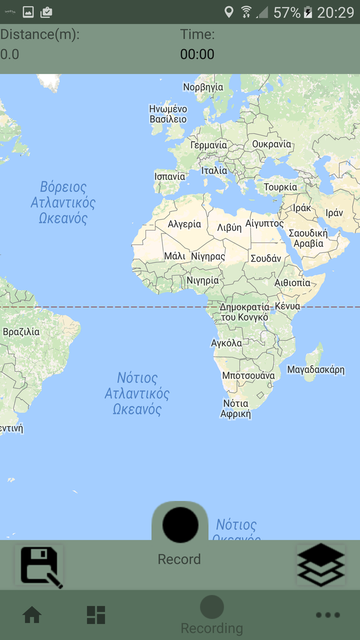 57% 20:29
Distance(m): Time:
0.0 00:00
Νορβηγία
Ηνωμένο
Βασίλειο
Γερμανία Ουκρανία
Ισπανία Ιταλία
Τουρκία
Βόρειος
Ατλαντικός
Ωκεανός
Ιράκ Ιράν
Αλγερία Λιβύη Αίγυπτος
Σαουδική
Αραβία
Μάλι Νίγηρας Σουδάν
Νιγηρία Αιθιοπία
Δημοκρατία Κένυα
του Κονγκό
Βραζιλία
Αγκόλα
Νότιος
Ατλαντικός
Ωκεανός
Μποτσουάνα Μαγαδασκάρη
Νότια
Αφρική
εντινή
Νότιος
Ωκεανός
Record
Recording